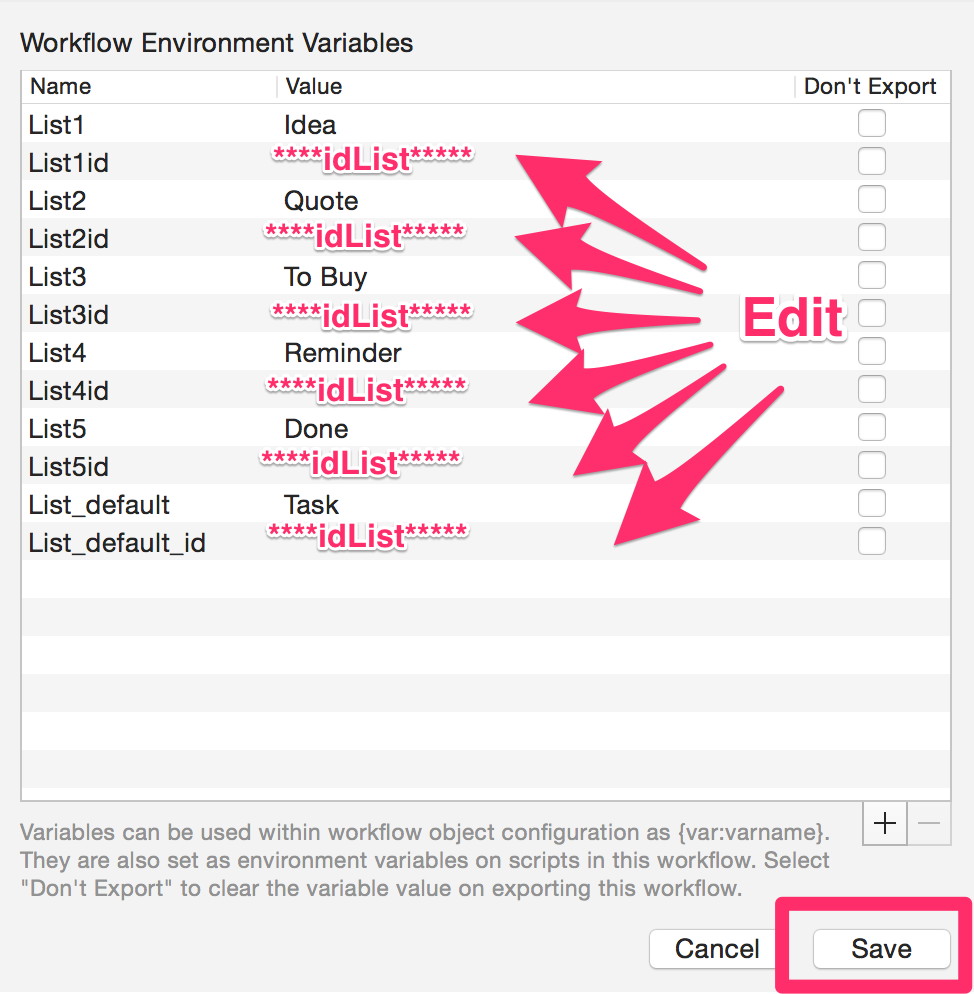 Workflow Environment Variables
Name Value Don't Export
List1 Idea
List1id ****idList*****
List2 Quote
List2id ****idList*****
List3 To Buy
List3id ****idList*****
Edit
List4 Reminder
List4id ****idList*****
List5 Done
List5id ****idList*****
List_default Task
List_default_id ****idList*****
+ −
Variables can be used within workflow object configuration as {var:varname}.
They are also set as environment variables on scripts in this workflow. Select
"Don't Export" to clear the variable value on exporting this workflow.
Cancel Save